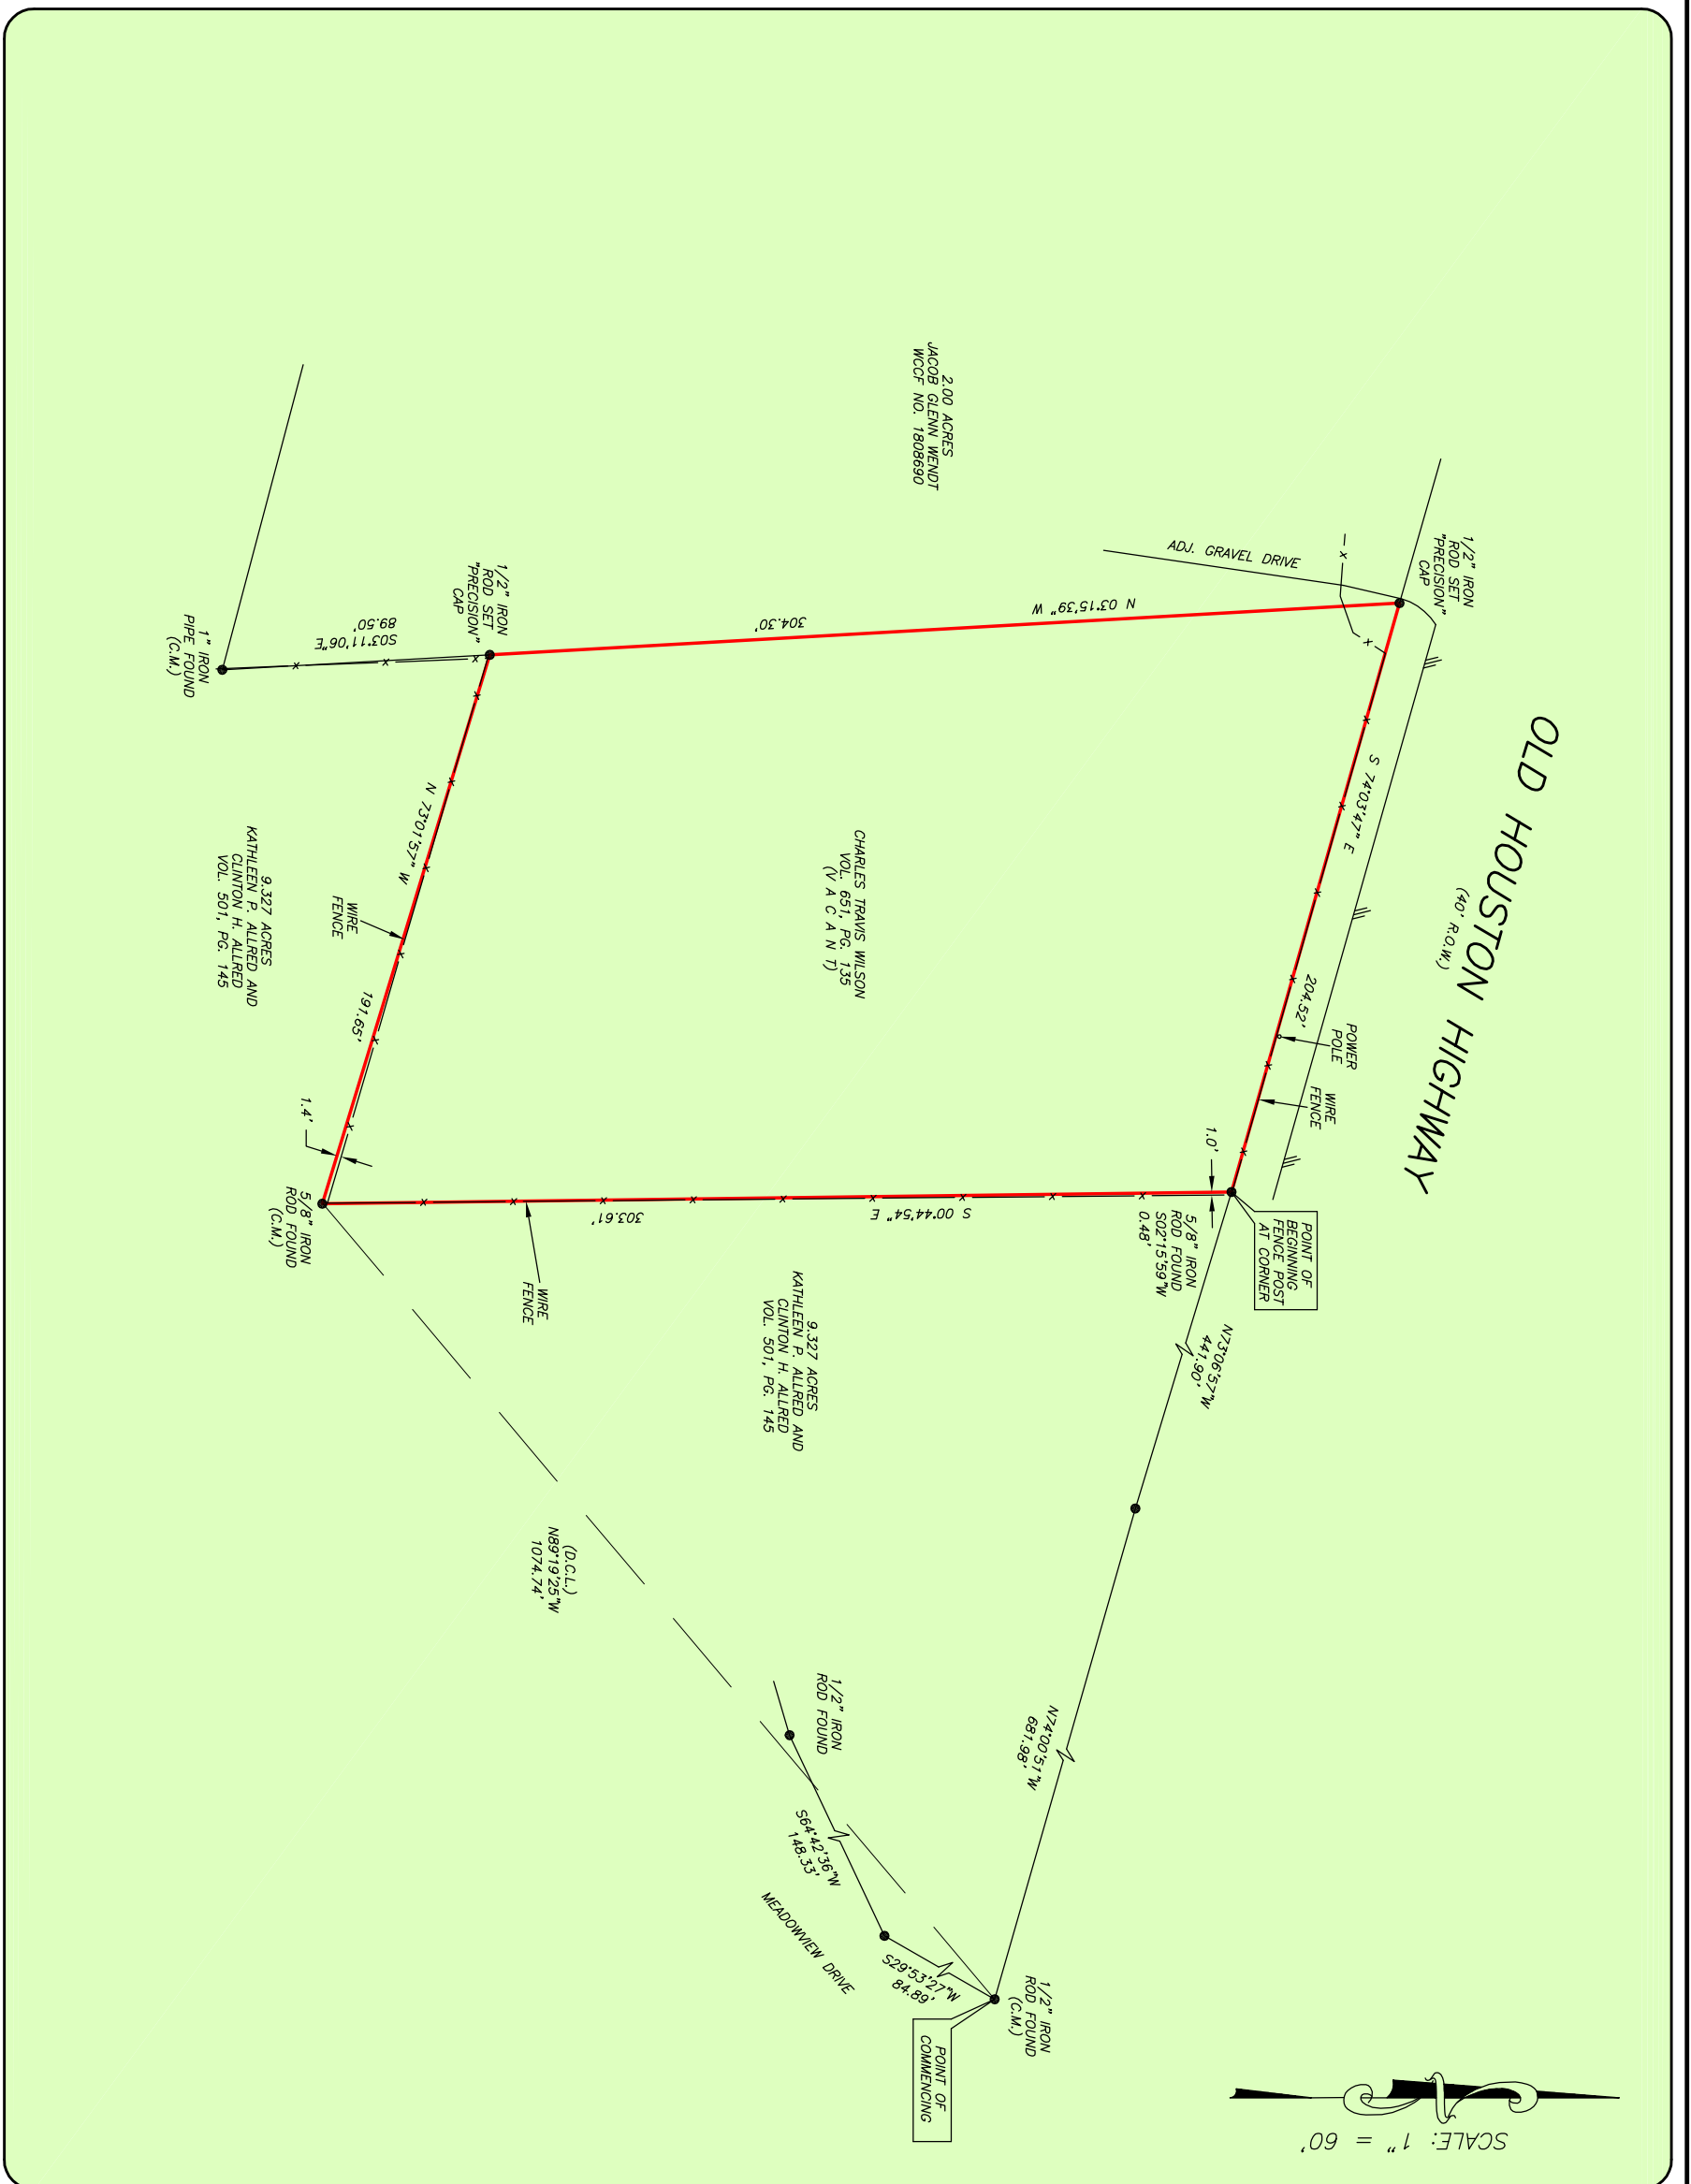 OLD HOUSTON HIGHWAY
(40' R.O.W.)
1/2" IRON
ROD SET
"PRECISION"
CAP
ADJ. GRAVEL DRIVE
S 74°03'47" E
204.52'
POWER
POLE
WIRE
FENCE
1.0'
POINT OF
BEGINNING
FENCE POST
AT CORNER
5/8" IRON
ROD FOUND
S02°15'59"W
0.48'
N73°06'57"W
441.90'
N74°00'51"W
681.98'
1/2" IRON
ROD FOUND
(C.M.)
POINT OF
COMMENCING
SCALE: 1" = 60'
N
S29°53'27"W
84.89'
MEADOWVIEW DRIVE
S64°42'36"W
148.33'
1/2" IRON
ROD FOUND
(D.C.L.)
N89°19'25"W
1074.74'
9.327 ACRES
KATHLEEN P. ALLRED AND
CLINTON H. ALLRED
VOL. 501, PG. 145
S 00°44'54" E
303.61'
WIRE
FENCE
2.00 ACRES
JACOB GLENN WENDT
WCCF NO. 1808690
N 03°15'39" W
304.30'
CHARLES TRAVIS WILSON
VOL. 651, PG. 135
(V A C A N T)
1/2" IRON
ROD SET
"PRECISION"
CAP
S03°11'06"E
89.50'
1" IRON
PIPE FOUND
(C.M.)
N 73°01'57" W
191.65'
WIRE
FENCE
9.327 ACRES
KATHLEEN P. ALLRED AND
CLINTON H. ALLRED
VOL. 501, PG. 145
1.4'
5/8" IRON
ROD FOUND
(C.M.)